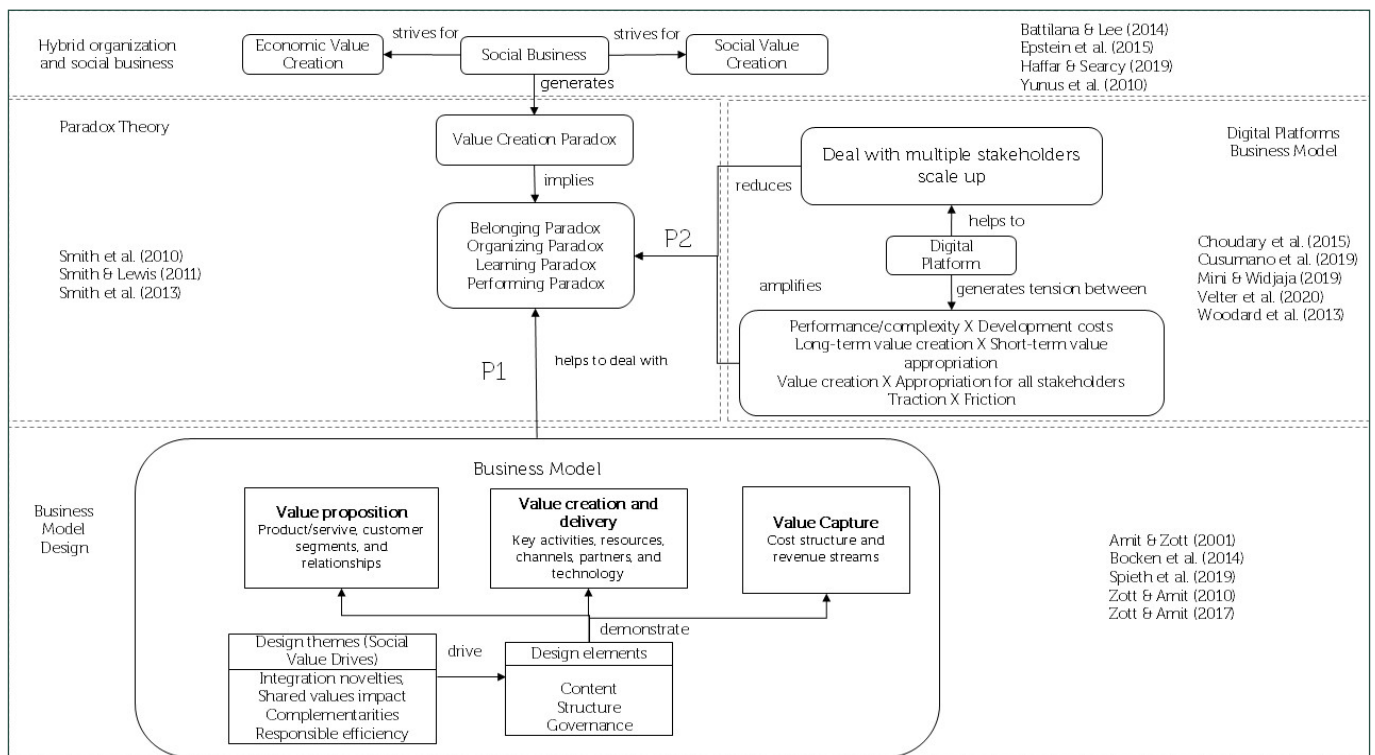 Hybrid organization
and social business
Economic Value
Creation
strives for
Social Business
strives for
Social Value
Creation
Battilana & Lee (2014)
Epstein et al. (2015)
Haffar & Searcy (2019)
Yunus et al. (2010)
generates
Paradox Theory
Value Creation Paradox
implies
Belonging Paradox
Organizing Paradox
Learning Paradox
Performing Paradox
Smith et al. (2010)
Smith & Lewis (2011)
Smith et al. (2013)
P2
P1
helps to deal with
Digital Platforms
Business Model
Deal with multiple stakeholders
scale up
reduces
helps to
Digital
Platform
amplifies
generates tension between
Performance/complexity X Development costs
Long-term value creation X Short-term value
appropriation
Value creation X Appropriation for all stakeholders
Traction X Friction
Choudary et al. (2015)
Cusumano et al. (2019)
Mini & Widjaja (2019)
Velter et al. (2020)
Woodard et al. (2013)
Business
Model
Design
Business Model
Value proposition
Product/servive, customer
segments, and
relationships
Value creation and
delivery
Key activities, resources,
channels, partners, and
technology
Value Capture
Cost structure and
revenue streams
demonstrate
Design themes (Social
Value Drives)
Integration novelties,
Shared values impact
Complementarities
Responsible efficiency
drive
Design elements
Content
Structure
Governance
Amit & Zott (2001)
Bocken et al. (2014)
Spieth et al. (2019)
Zott & Amit (2010)
Zott & Amit (2017)